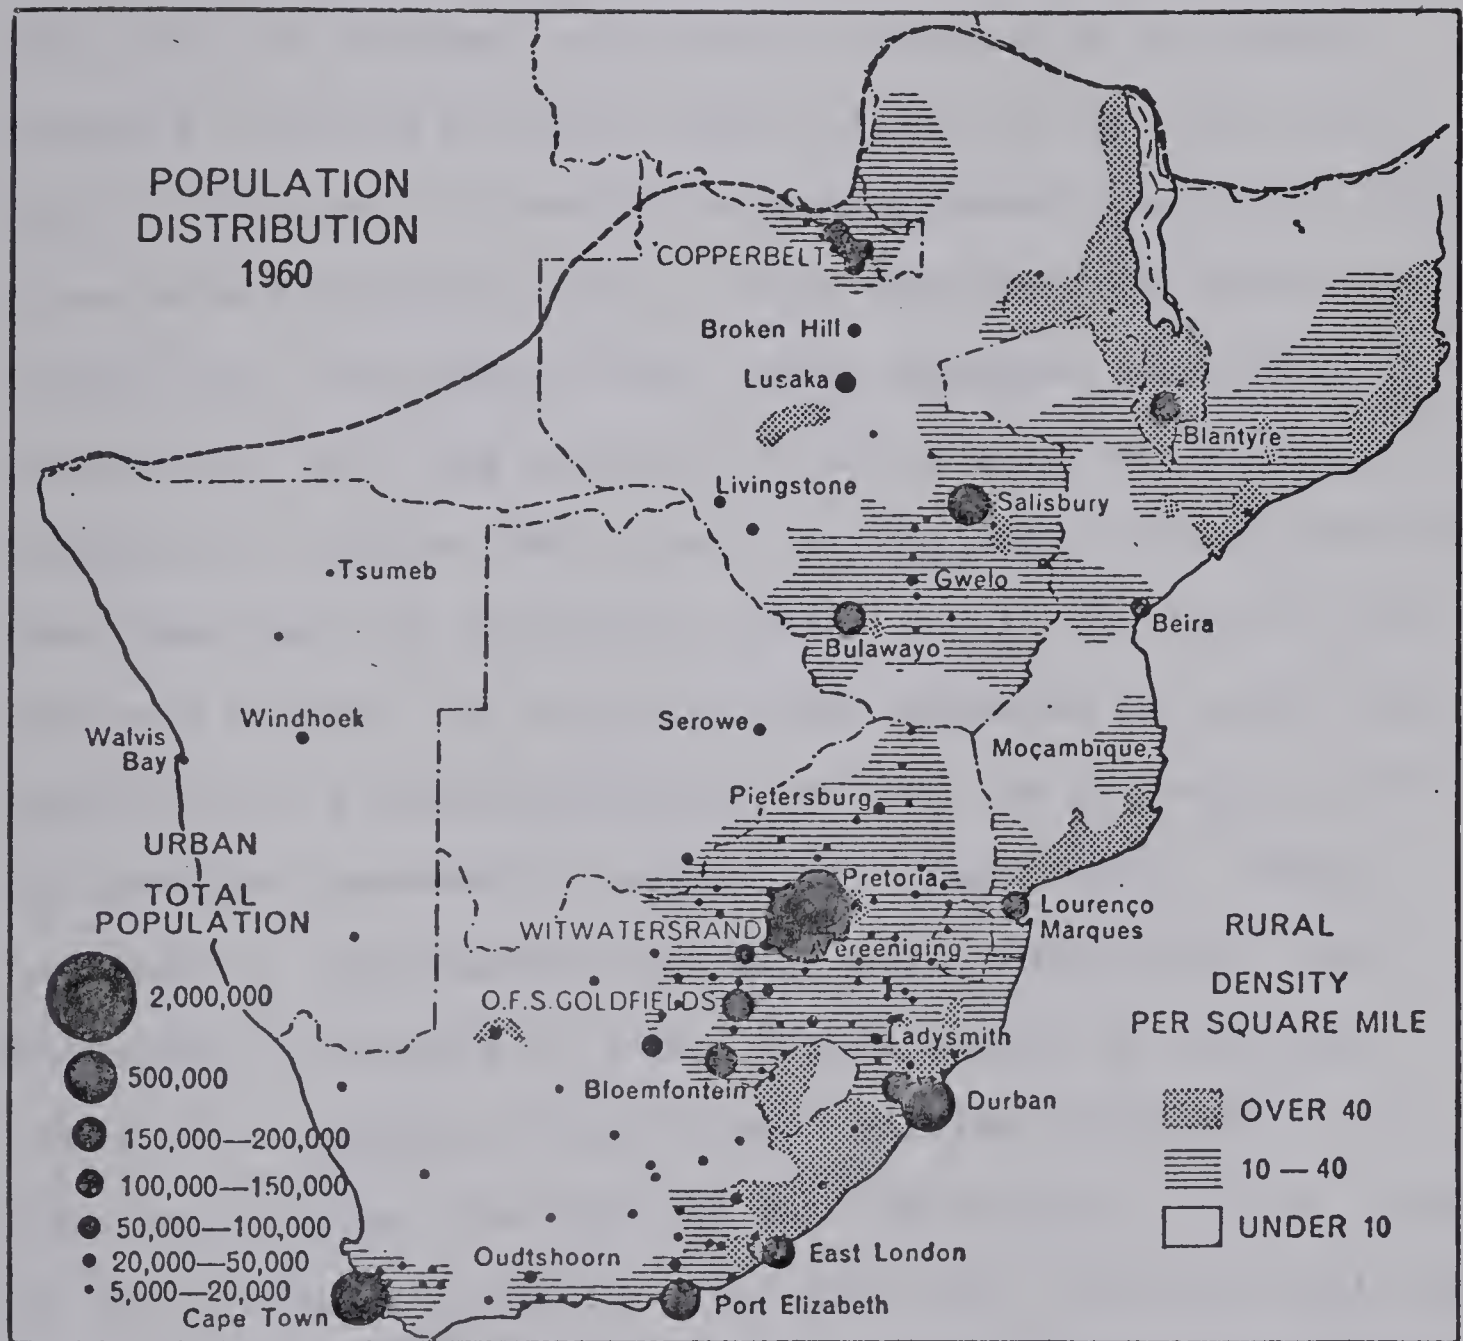 POPULATION
DISTRIBUTION
1960
COPPERBELT
Broken Hill
Lusaka
Blantyre
Livingstone
Salisbury
Tsumeb
Gwelo
Beira
Bulawayo
Windhoek
Serowe
Walvis
Bay
Moçambique
Pietersburg
URBAN
TOTAL
POPULATION
2,000,000
500,000
150,000—200,000
100,000—150,000
50,000—100,000
20,000—50,000
5,000—20,000
Pretoria
WITWATERSRAND
Vereeniging
Lourenço
Marques
O.F.S. GOLDFIELDS
Ladysmith
Bloemfontein
Durban
Oudtshoorn
East London
Cape Town
Port Elizabeth
RURAL
DENSITY
PER SQUARE MILE
OVER 40
10 — 40
UNDER 10